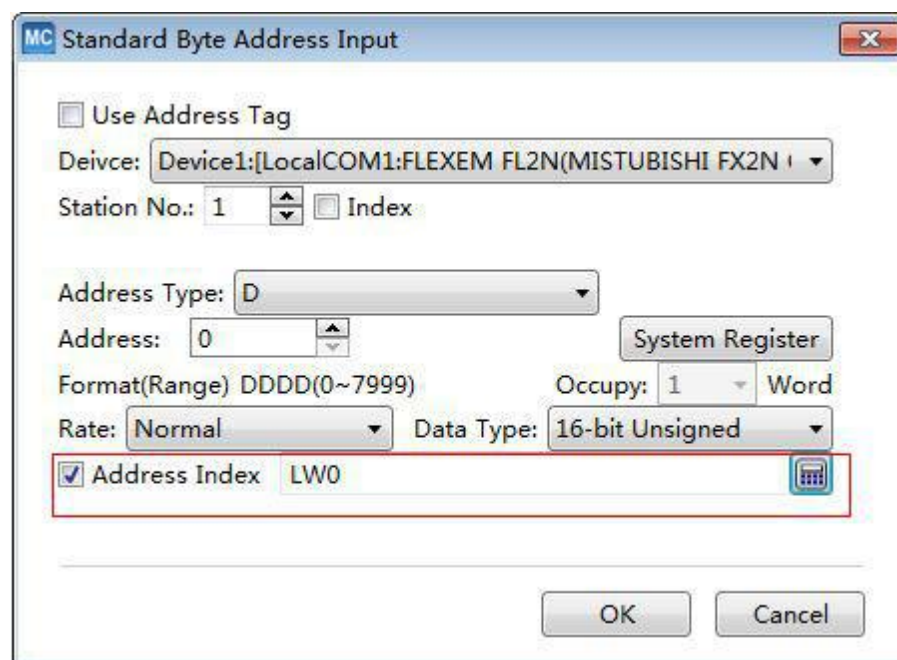 MC Standard Byte Address Input
Use Address Tag
Deivce: Device1:[LocalCOM1:FLEXEM FL2N(MISTUBISHI FX2N
Station No.: 1 Index
Address Type: D
Address: 0 System Register
Format(Range) DDDD(0~7999) Occupy: 1 Word
Rate: Normal Data Type: 16-bit Unsigned
Address Index LW0
OK Cancel